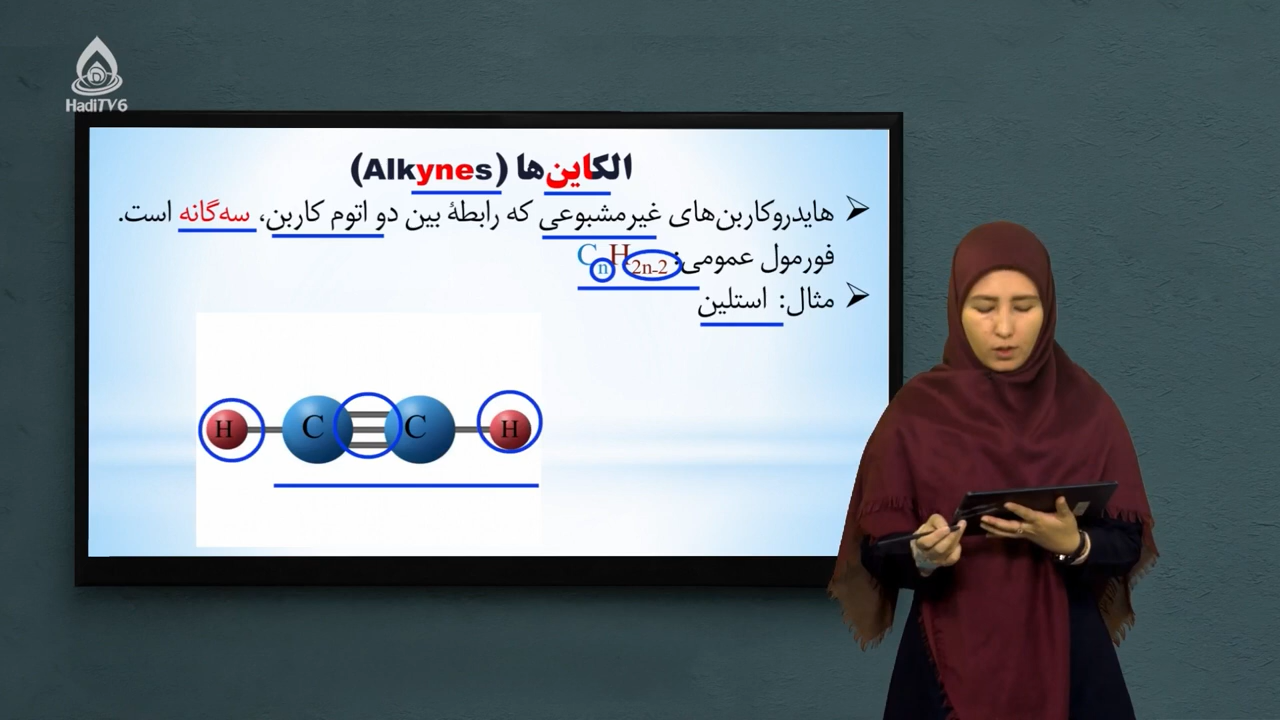 HadiTV6
الکاین‌ها (Alkynes)
هایدروکاربن‌های غیرمشبوعی که رابطهٔ بین دو اتوم کاربن، سه‌گانه است.
فورمول عمومی: CnH2n-2
مثال: استلین
H C C H